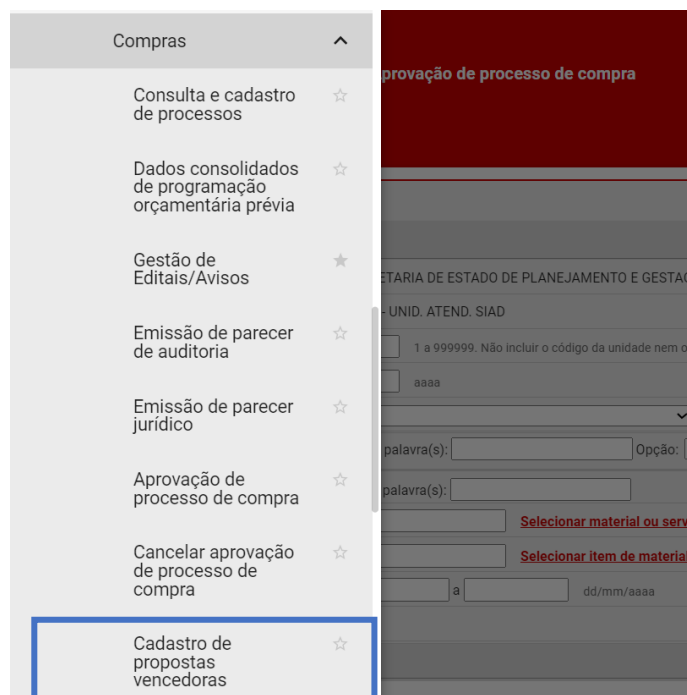 Compras
Consulta e cadastro
de processos
Dados consolidados
de programação
orçamentária prévia
Gestão de
Editais/Avisos
Emissão de parecer
de auditoria
Emissão de parecer
jurídico
Aprovação de
processo de compra
Cancelar aprovação
de processo de
compra
Cadastro de
propostas
vencedoras
provação de processo de compra
ETARIA DE ESTADO DE PLANEJAMENTO E GESTAO
- UNID. ATEND. SIAD
1 a 999999. Não incluir o código da unidade nem o
aaaa
palavra(s):
Opção:
palavra(s):
Selecionar material ou serv
Selecionar item de material
a
dd/mm/aaaa